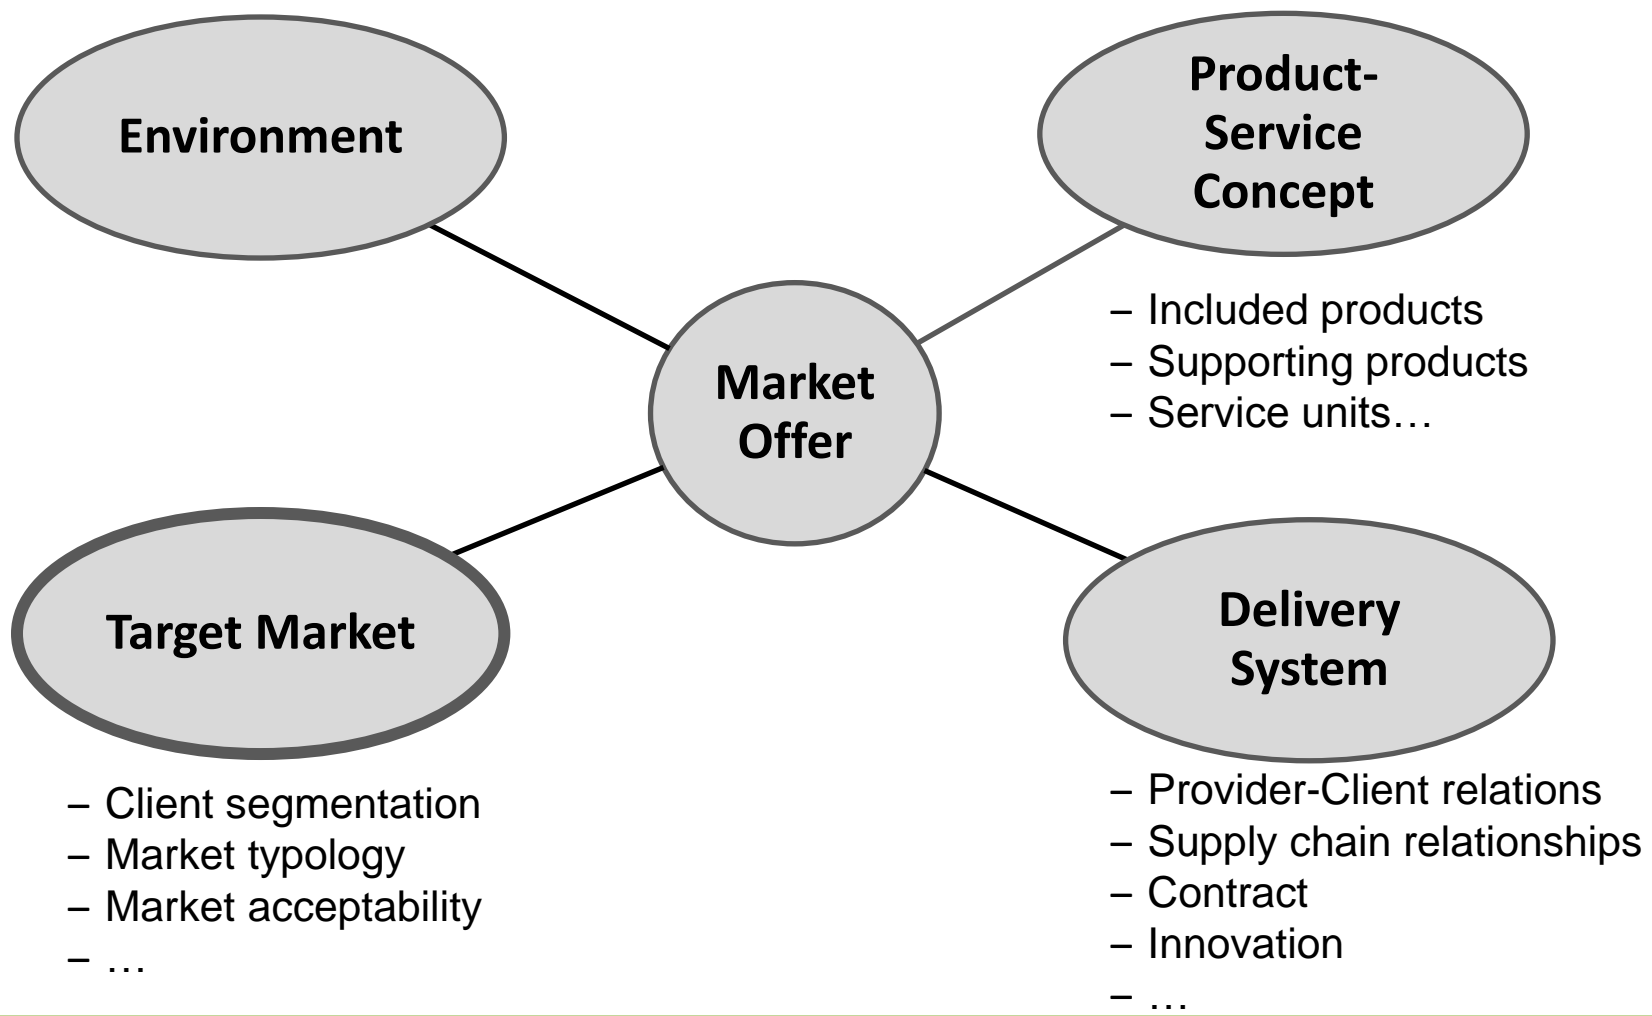 Environment
Product-
Service
Concept
– Included products
– Supporting products
– Service units…
Market
Offer
Target Market
– Client segmentation
– Market typology
– Market acceptability
– …
Delivery
System
– Provider-Client relations
– Supply chain relationships
– Contract
– Innovation
– …